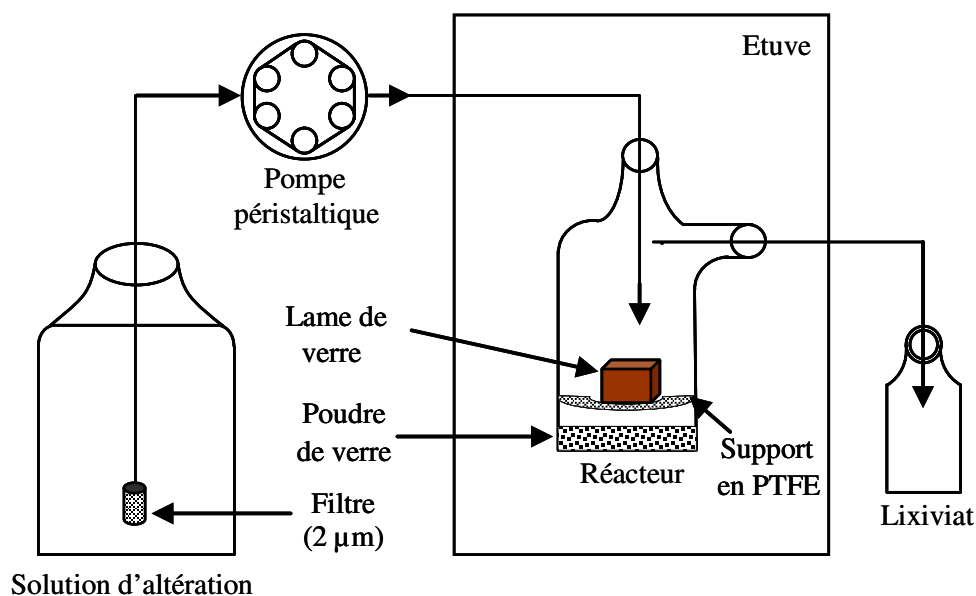 Etuve
Pompe
péristaltique
Lame de
verre
Poudre
de verre
Réacteur
Support
en PTFE
Filtre
(2 µm)
Lixiviat
Solution d’altération